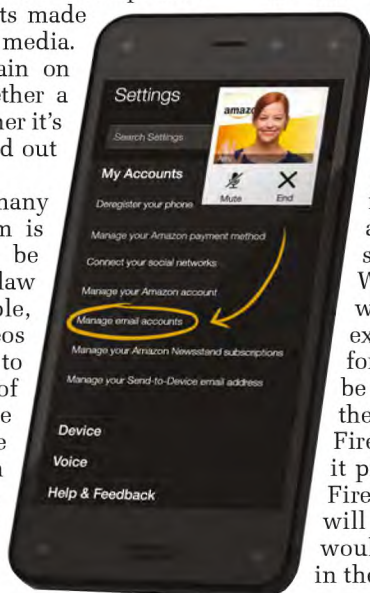 ts made
media.
ain on
ether a
ner it's
d out
many
m is
be
law
ple,
eos
to
of
e
e
n
Settings
Search Settings
amazo
Mute
End
My Accounts
Deregister your phone
Manage your Amazon payment method
Connect your social networks
Manage your Amazon account
Manage email accounts
Manage your Amazon Newsstand subscriptions
Manage your Send-to-Device email address
Device
Voice
Help & Feedback
a
s
W
w
ex
for
be
the
Fire
it p
Fire
will
woul
in the